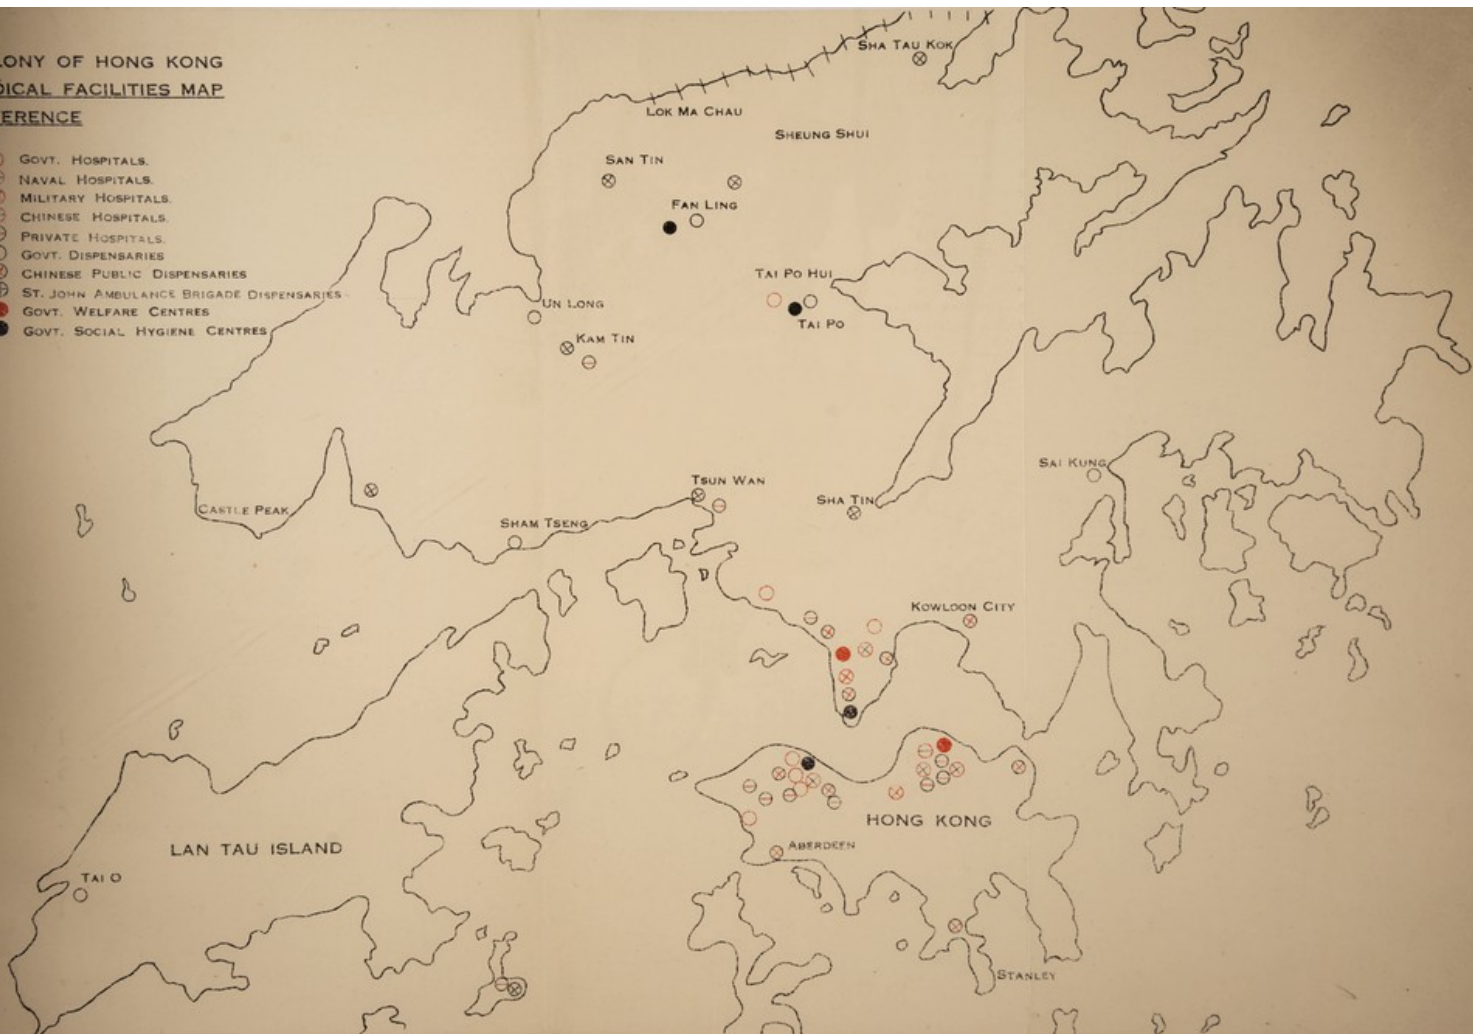 LONY OF HONG KONG
DICAL FACILITIES MAP
ERENCE
GOVT. HOSPITALS.
NAVAL HOSPITALS.
MILITARY HOSPITALS.
CHINESE HOSPITALS.
PRIVATE HOSPITALS.
GOVT. DISPENSARIES
CHINESE PUBLIC DISPENSARIES
ST. JOHN AMBULANCE BRIGADE DISPENSARIES
GOVT. WELFARE CENTRES
GOVT. SOCIAL HYGIENE CENTRES
SHA TAU KOK
LOK MA CHAU
SHEUNG SHUI
SAN TIN
FAN LING
TAI PO HUI
TAI PO
UN LONG
KAM TIN
SAI KUNG
TSUN WAN
SHA TIN
CASTLE PEAK
SHAM TSENG
KOWLOON CITY
HONG KONG
LAN TAU ISLAND
ABERDEEN
TAI O
STANLEY